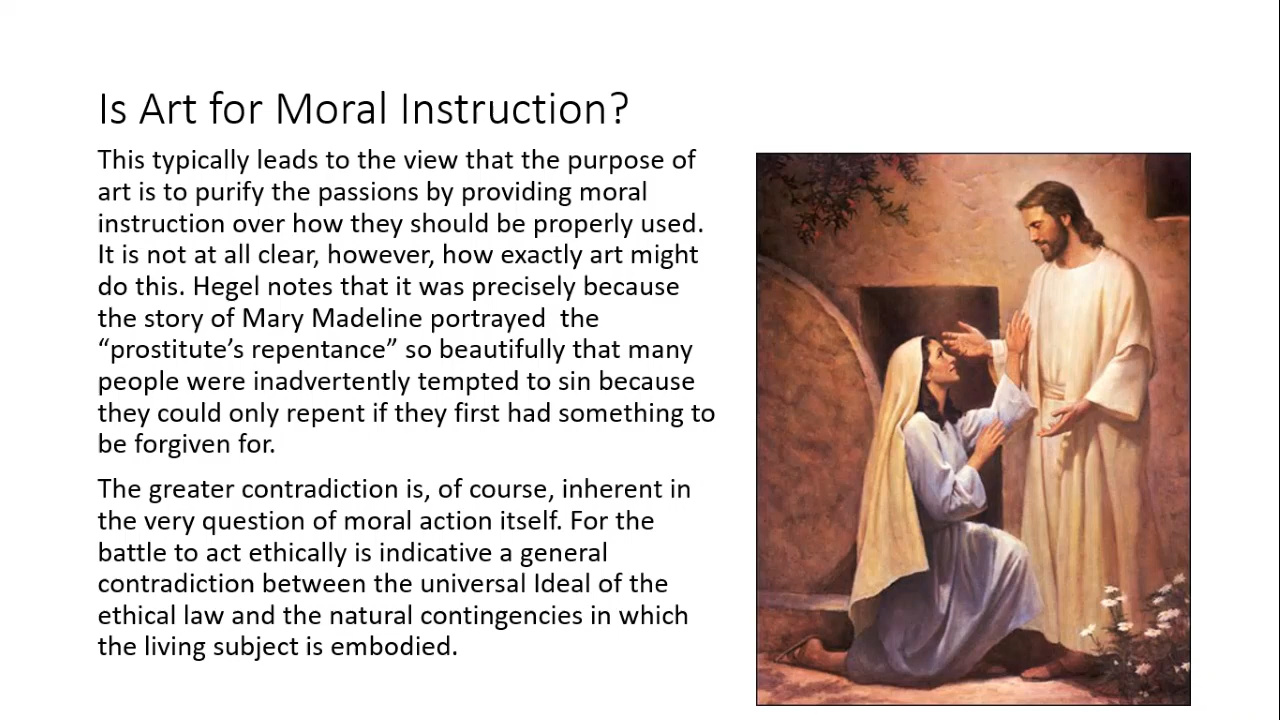 Is Art for Moral Instruction?
This typically leads to the view that the purpose of
art is to purify the passions by providing moral
instruction over how they should be properly used.
It is not at all clear, however, how exactly art might
do this. Hegel notes that it was precisely because
the story of Mary Madeline portrayed  the
“prostitute’s repentance” so beautifully that many
people were inadvertently tempted to sin because
they could only repent if they first had something to
be forgiven for.
The greater contradiction is, of course, inherent in
the very question of moral action itself. For the
battle to act ethically is indicative a general
contradiction between the universal Ideal of the
ethical law and the natural contingencies in which
the living subject is embodied.